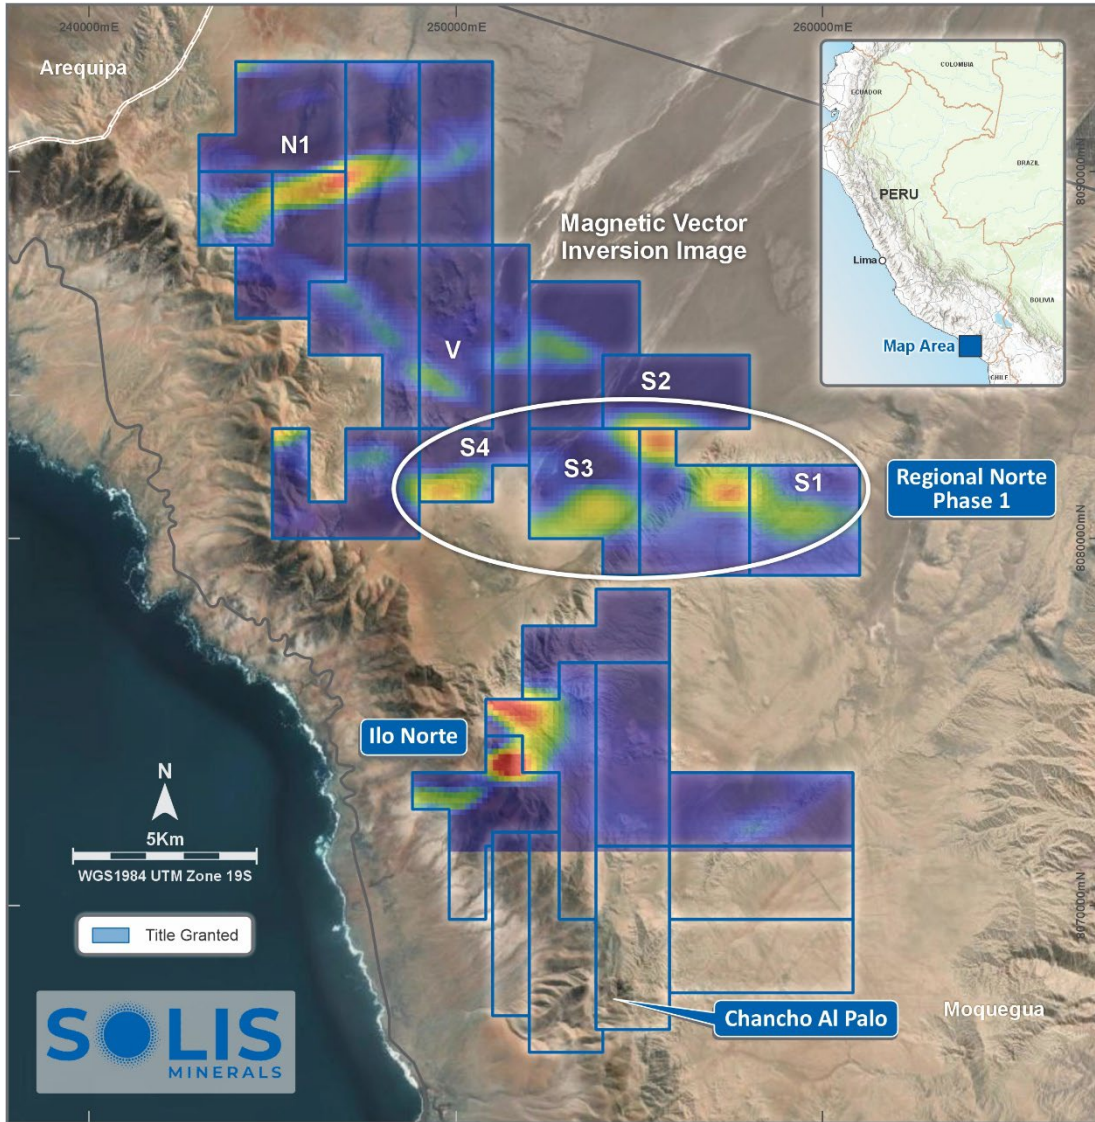 240000mE
250000mE
260000mE
Arequipa
N1
Magnetic Vector
Inversion Image
8090000mN
V
S2
S4
S3
S1
Regional Norte
Phase 1
8080000mN
COLOMBIA
ECUADOR
BRAZIL
PERU
Lima
BOLIVIA
Map Area
CHILE
Ilo Norte
N
5Km
WGS1984 UTM Zone 19S
8070000mN
Title Granted
Chancho Al Palo
Moquegua
SOLIS
MINERALS